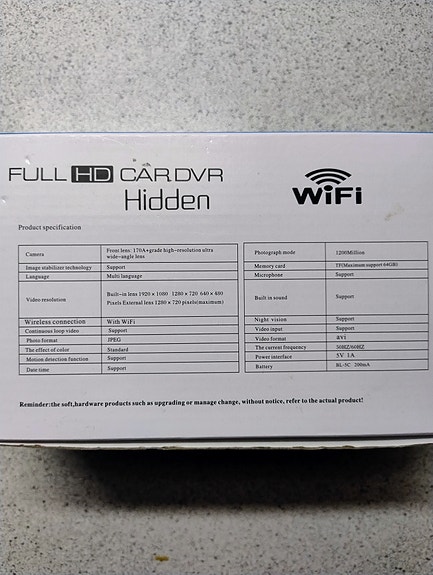 FULL HD CAR DVR
Hidden
WiFi
Product specification
Camera Front lens: 170A+grade high-resolution ultra
wide-angle lens
Image stabilizer technology Support
Language Multi language
Video resolution Built-in lens 1920×1080 1280×720 640×480
Pixels External lens 1280×720 pixels(maximum)
Wireless connection With WiFi
Continuous loop video Support
Photo format JPEG
The effect of color Standard
Motion detection function Support
Date time Support
Photograph mode 1200Million
Memory card TF(Maximum support 64GB)
Microphone Support
Built in sound Support
Night vision Support
Video input Support
Video format avi
The current frequency 50HZ/60HZ
Power interface 5V 1A
Battery BL-5C 200mA
Reminder:the soft,hardware products such as upgrading or manage change, without notice, refer to the actual product!